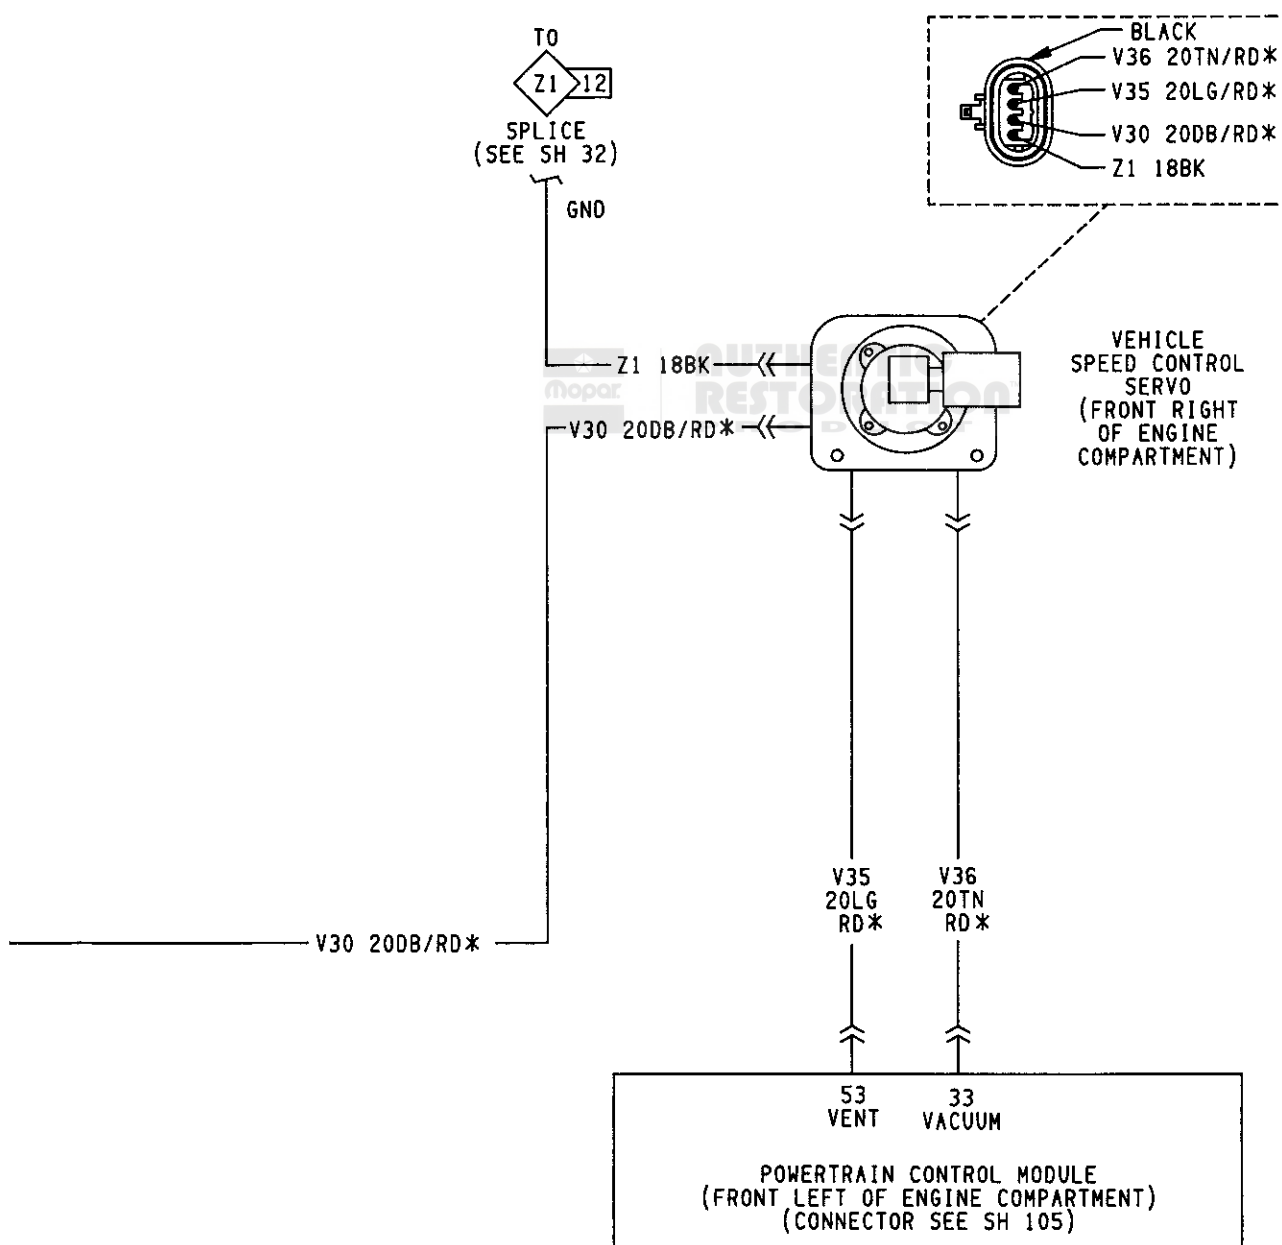 TO
Z1 12
SPLICE
(SEE SH 32)
GND
BLACK
V36 20TN/RD*
V35 20LG/RD*
V30 20DB/RD*
Z1 18BK
Z1 18BK
V30 20DB/RD*
VEHICLE
SPEED CONTROL
SERVO
(FRONT RIGHT
OF ENGINE
COMPARTMENT)
Mopar
AUTHENTIC
RESTORATION
V35
20LG
RD*
V36
20TN
RD*
V30 20DB/RD*
53
VENT
33
VACUUM
POWERTRAIN CONTROL MODULE
(FRONT LEFT OF ENGINE COMPARTMENT)
(CONNECTOR SEE SH 105)